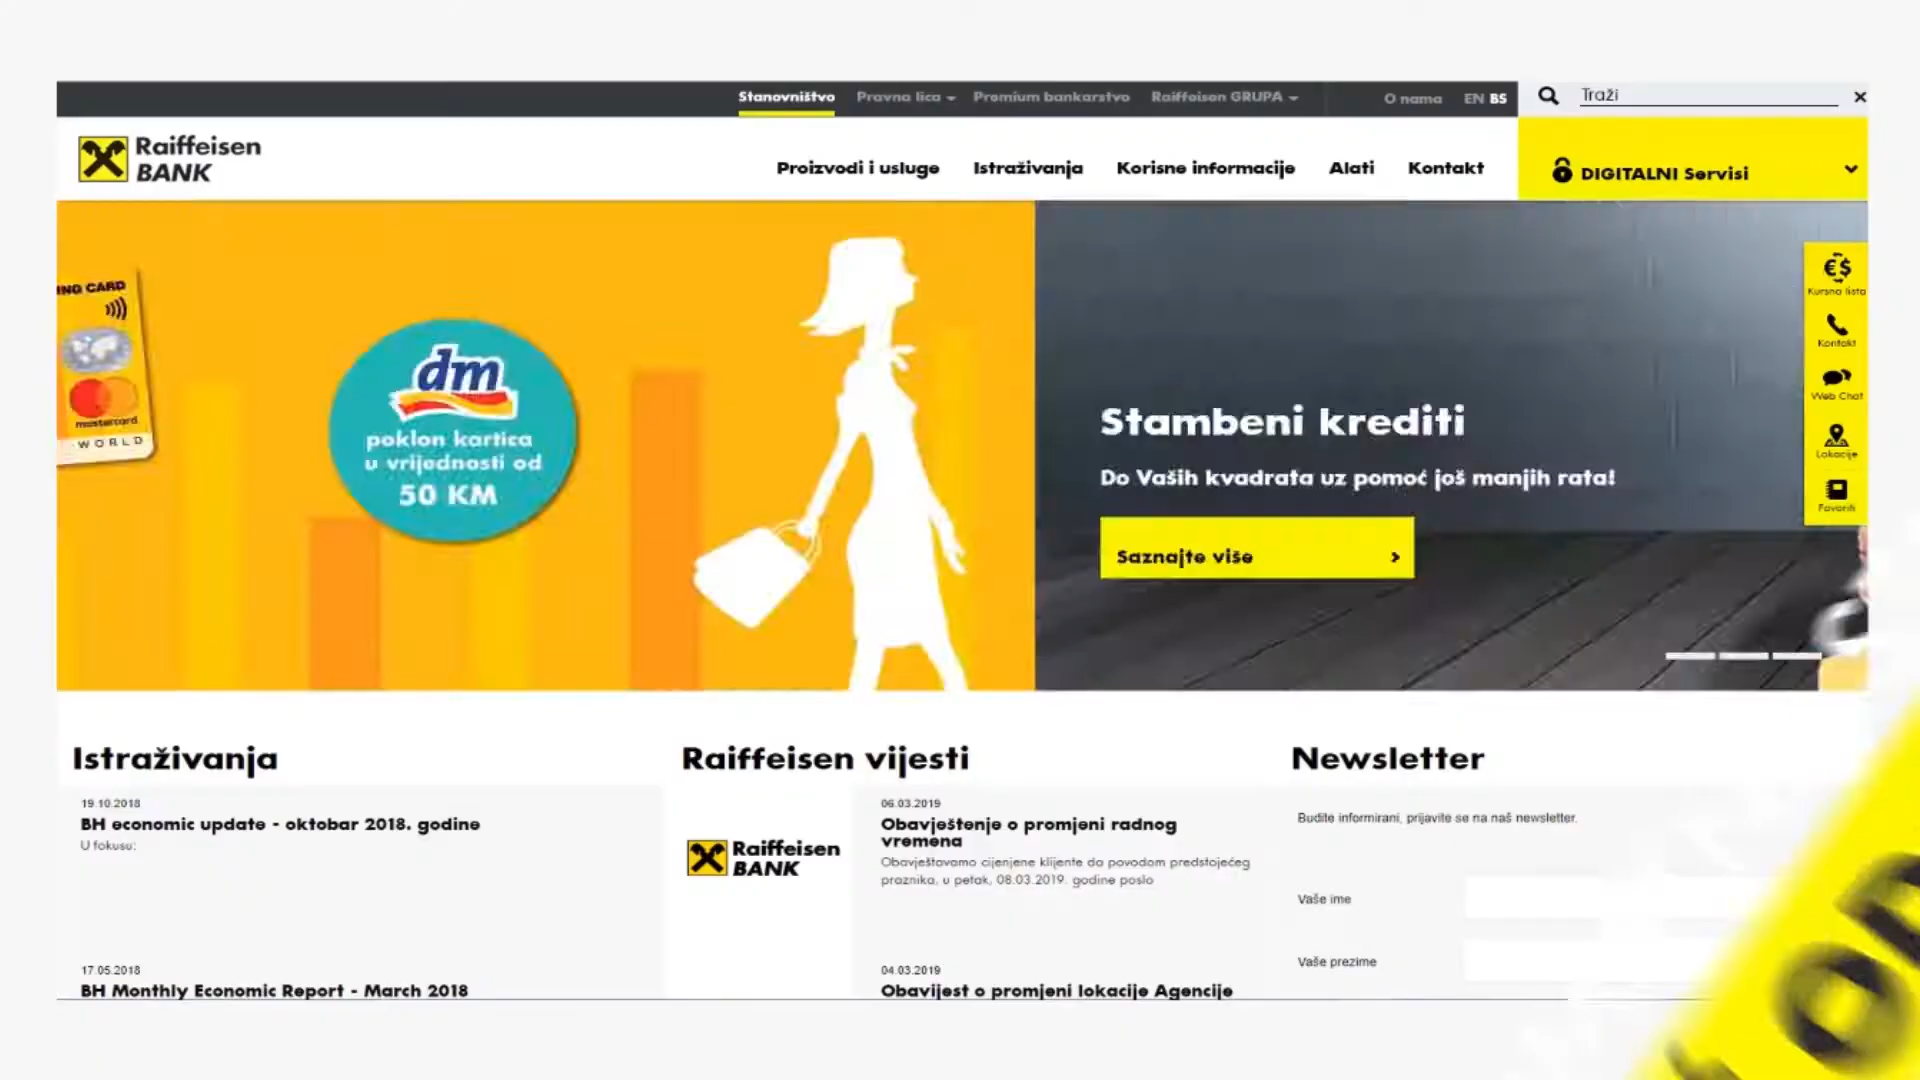 Stanovništvo Pravna lica Premium bankarstvo Raiffeisen GRUPA O nama EN BS Traži
Raiffeisen
BANK
Proizvodi i usluge Istraživanja Korisne informacije Alati Kontakt DIGITALNI Servisi
ING CARD
mastercard
WORLD
dm
poklon kartica
u vrijednosti od
50 KM
Stambeni krediti
Do Vaših kvadrata uz pomoć još manjih rata!
Saznajte više
€$
Kursna lista
Kontakt
Web Chat
Lokacije
Favoriti
Istraživanja
19.10.2018
BH economic update - oktobar 2018. godine
U fokusu:
17.05.2018
BH Monthly Economic Report - March 2018
Raiffeisen vijesti
Raiffeisen
BANK
06.03.2019
Obavještenje o promjeni radnog
vremena
Obavještavamo cijenjene klijente da povodom predstojećeg
praznika, u petak, 08.03.2019. godine poslo
04.03.2019
Obavijest o promjeni lokacije Agencije
Newsletter
Budite informirani, prijavite se na naš newsletter.
Vaše ime
Vaše prezime